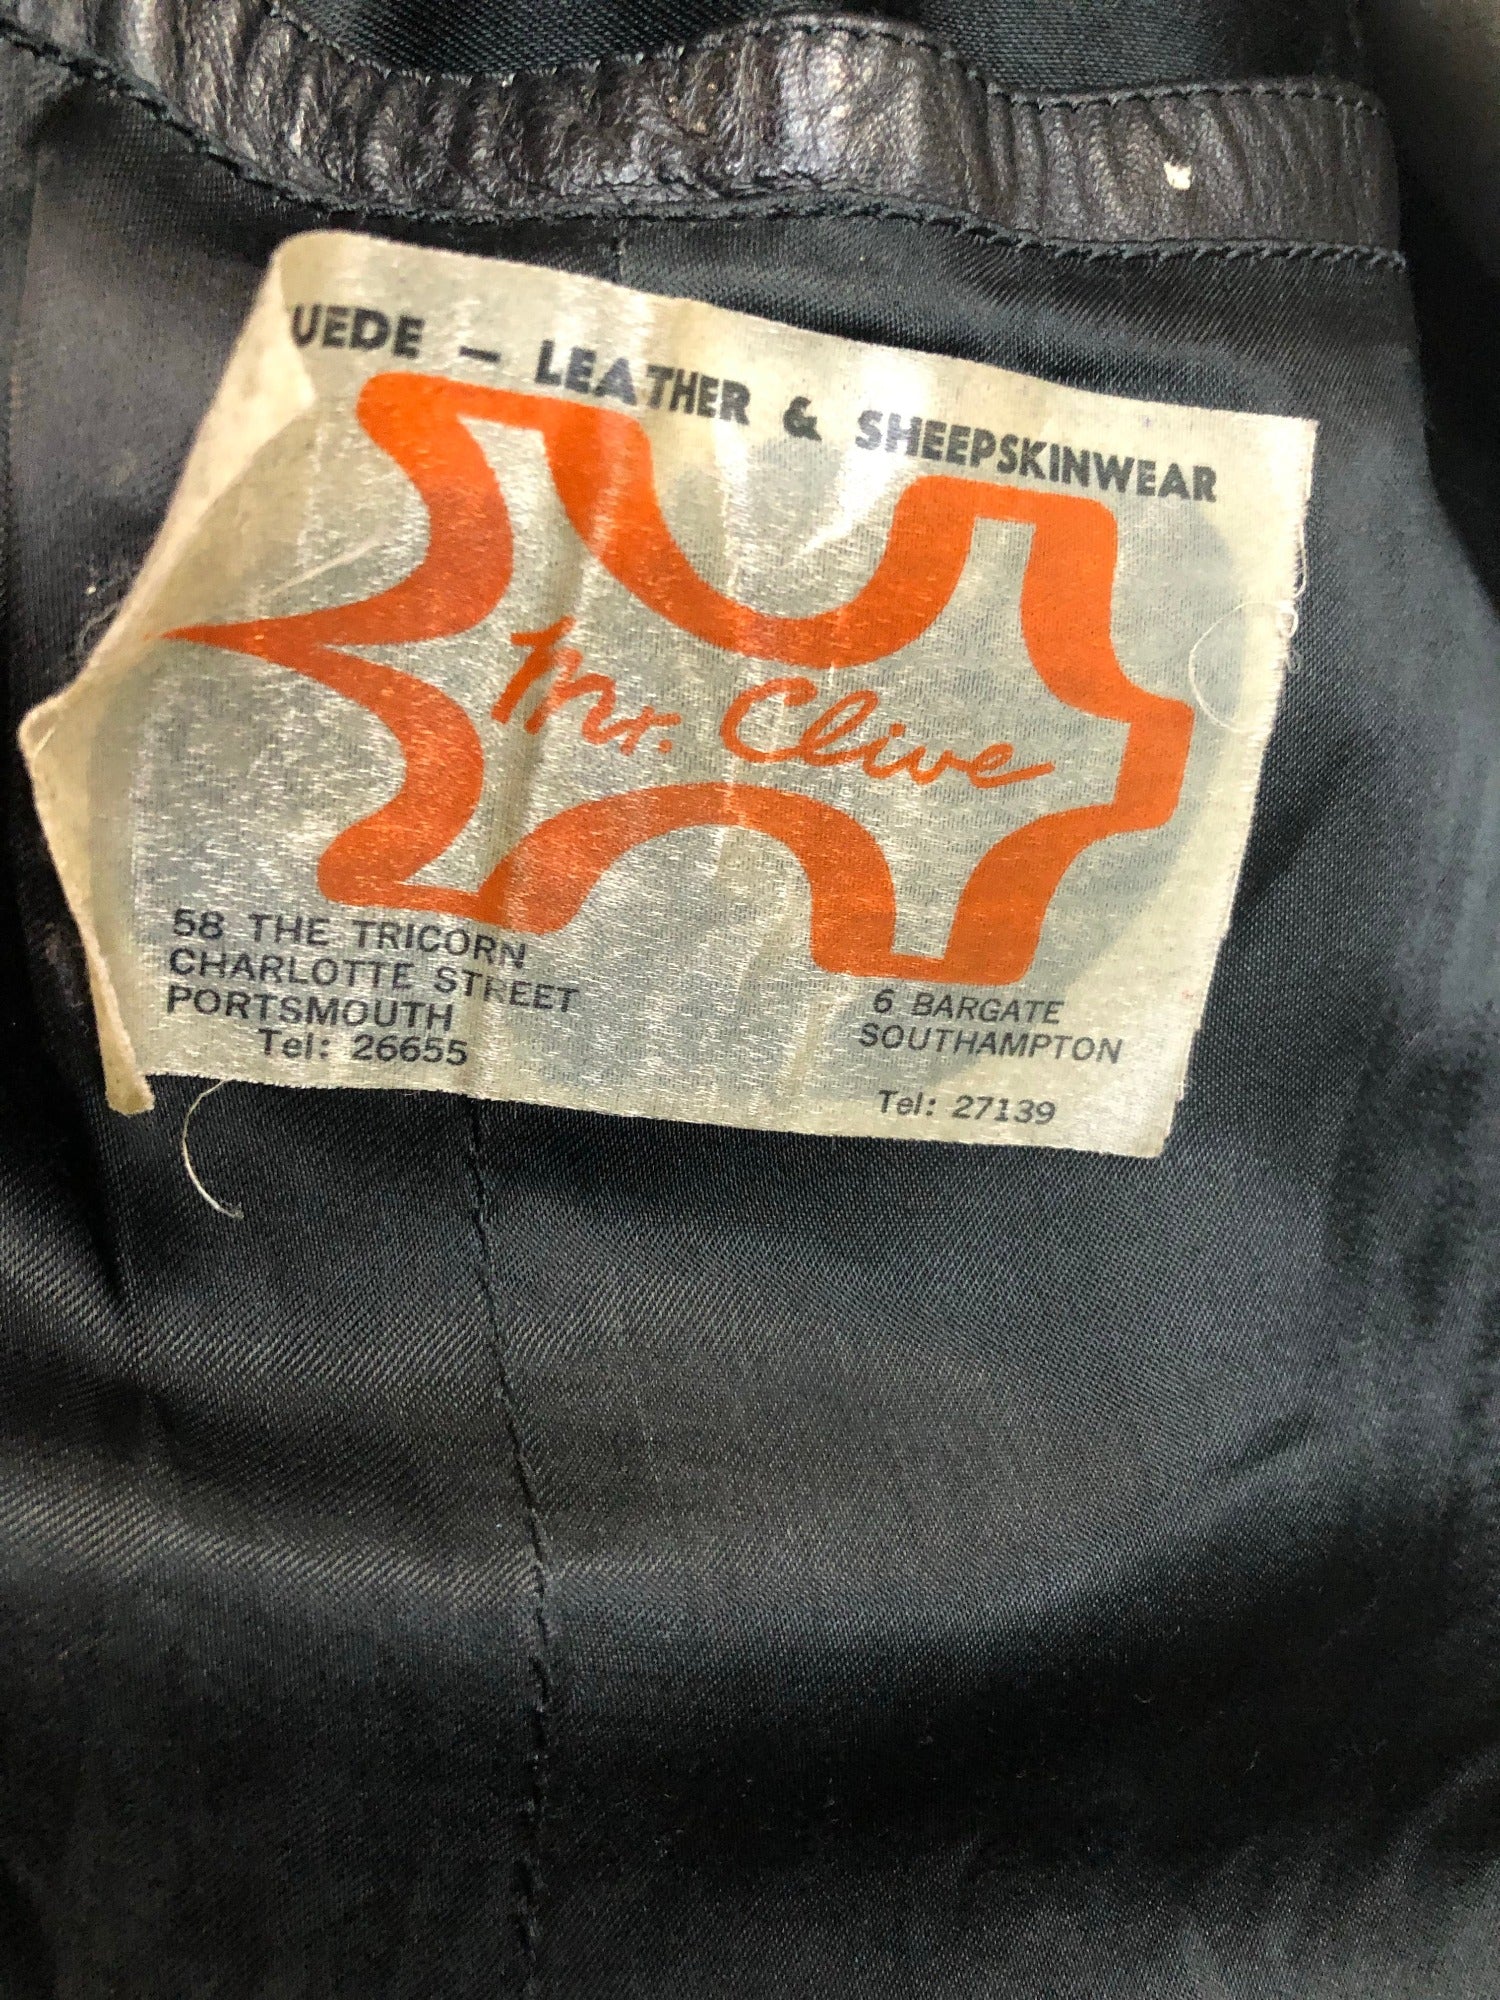 UEDE – LEATHER & SHEEPSKINWEAR
Mr. Clive
58 THE TRICORN
CHARLOTTE STREET
PORTSMOUTH
Tel: 26655
6 BARGATE
SOUTHAMPTON
Tel: 27139